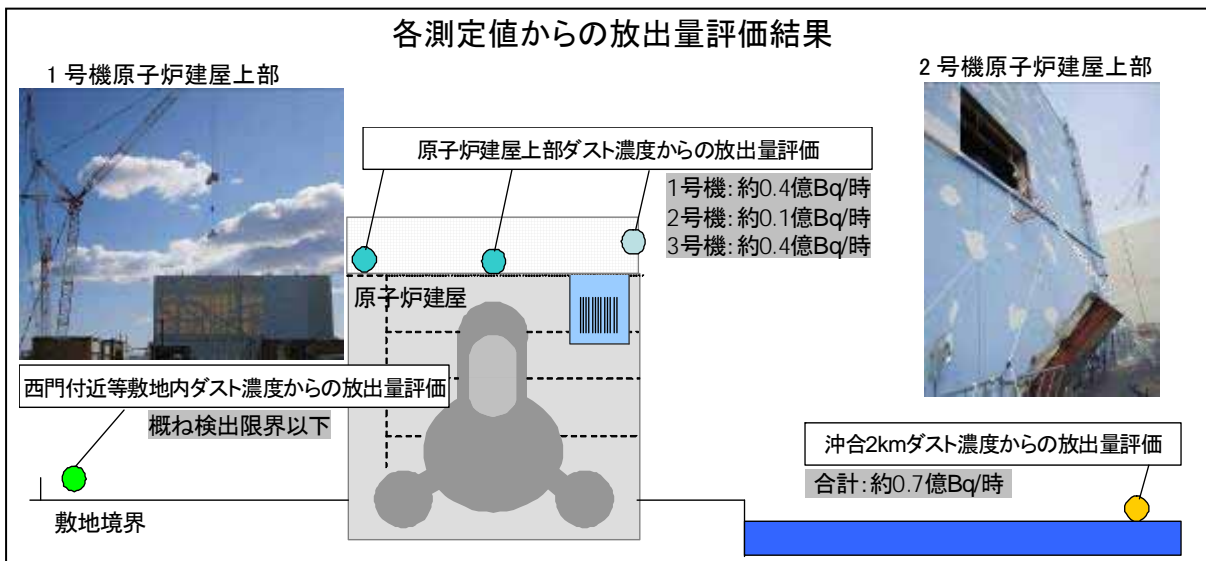 各測定値からの放出量評価結果
1号機原子炉建屋上部
2号機原子炉建屋上部
原子炉建屋上部ダスト濃度からの放出量評価
1号機:約0.4億Bq/時
2号機:約0.1億Bq/時
3号機:約0.4億Bq/時
原子炉建屋
西門付近等敷地内ダスト濃度からの放出量評価
概ね検出限界以下
沖合2kmダスト濃度からの放出量評価
合計:約0.7億Bq/時
敷地境界